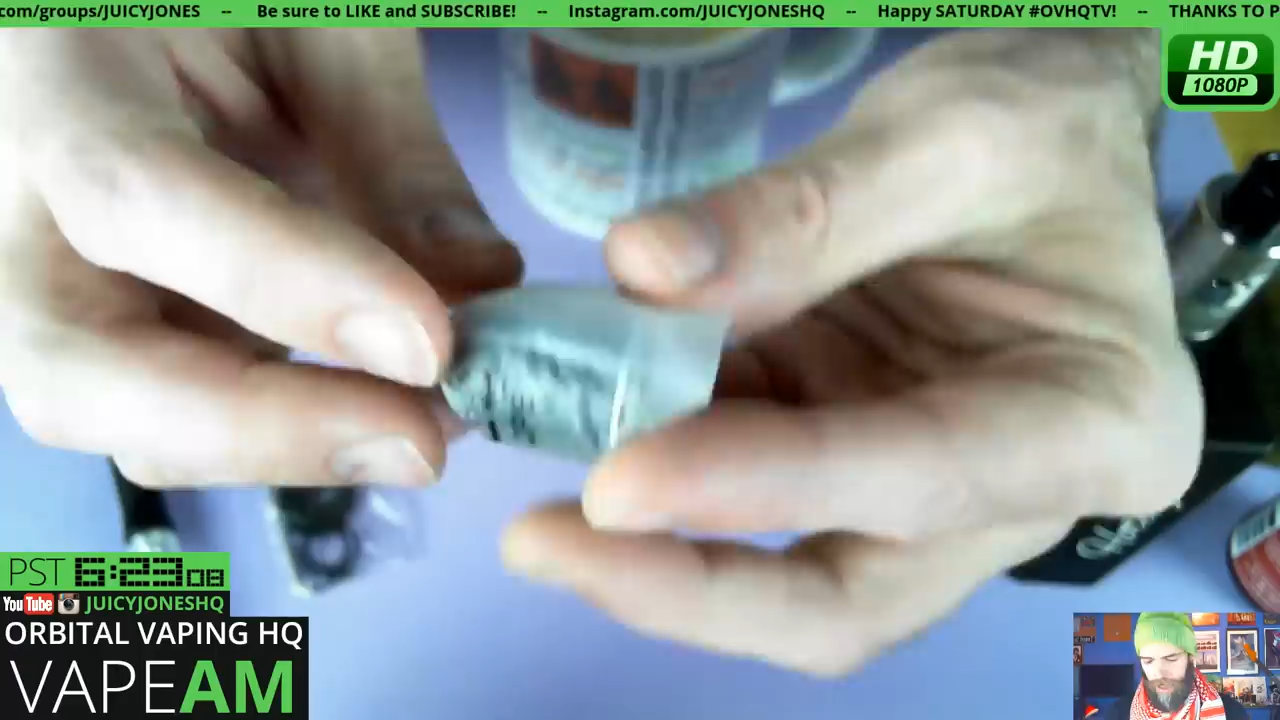 com/groups/JUICYJONES -- Be sure to LIKE and SUBSCRIBE! -- Instagram.com/JUICYJONESHQ -- Happy SATURDAY #OVHQTV! -- THANKS TO P
HD
1080P
PST 6:23 08
YouTube JUICYJONESHQ
ORBITAL VAPING HQ
VAPEAM